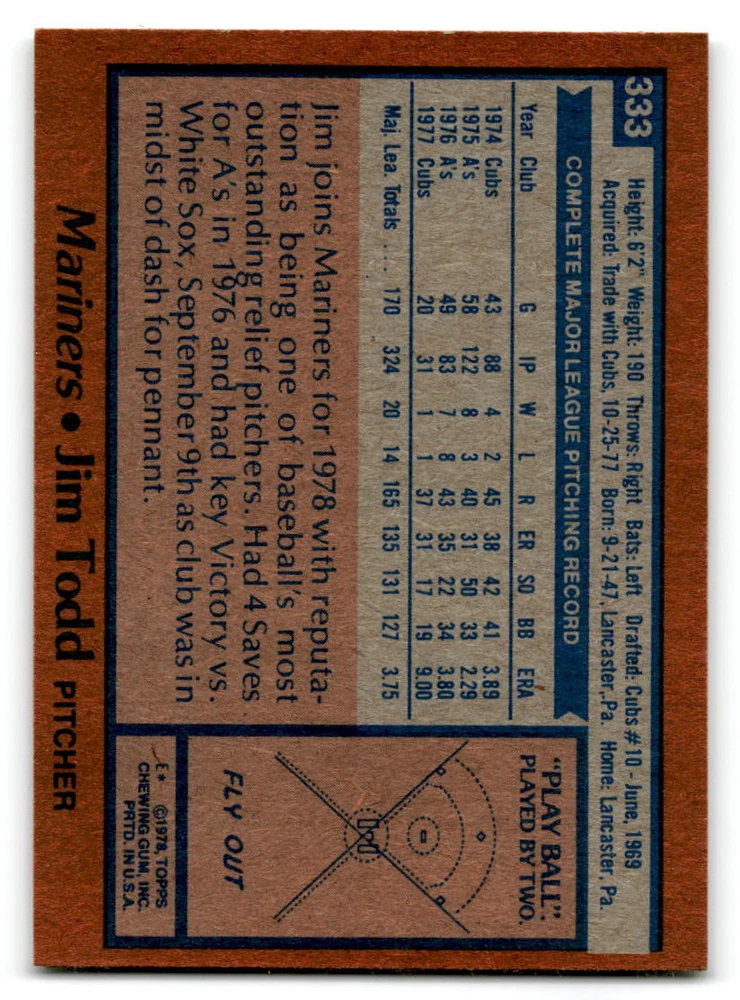 333
Height: 6'2" Weight: 190 Throws: Right Bats: Left Drafted: Cubs #10 - June, 1969
Acquired: Trade with Cubs, 10-25-77 Born: 9-21-47, Lancaster, Pa. Home: Lancaster, Pa.
COMPLETE MAJOR LEAGUE PITCHING RECORD
Year Club G IP W L R ER SO BB ERA
1974 Cubs 43 88 4 2 45 38 42 41 3.89
1975 A's 58 122 8 3 40 31 50 33 2.29
1976 A's 49 83 7 8 43 35 22 34 3.80
1977 Cubs 20 31 1 1 37 31 17 19 9.00
Maj. Lea. Totals .... 170 324 20 14 165 135 131 127 3.75
Jim joins Mariners for 1978 with reputa-
tion as being one of baseball's most
outstanding relief pitchers. Had 4 Saves
for A's in 1976 and had key Victory vs.
White Sox, September 9th as club was in
midst of dash for pennant.
"PLAY BALL".
PLAYED BY TWO.
FLY OUT
E* ©1978, TOPPS
CHEWING GUM, INC.
PRTD. IN U.S.A.
Mariners • Jim Todd PITCHER